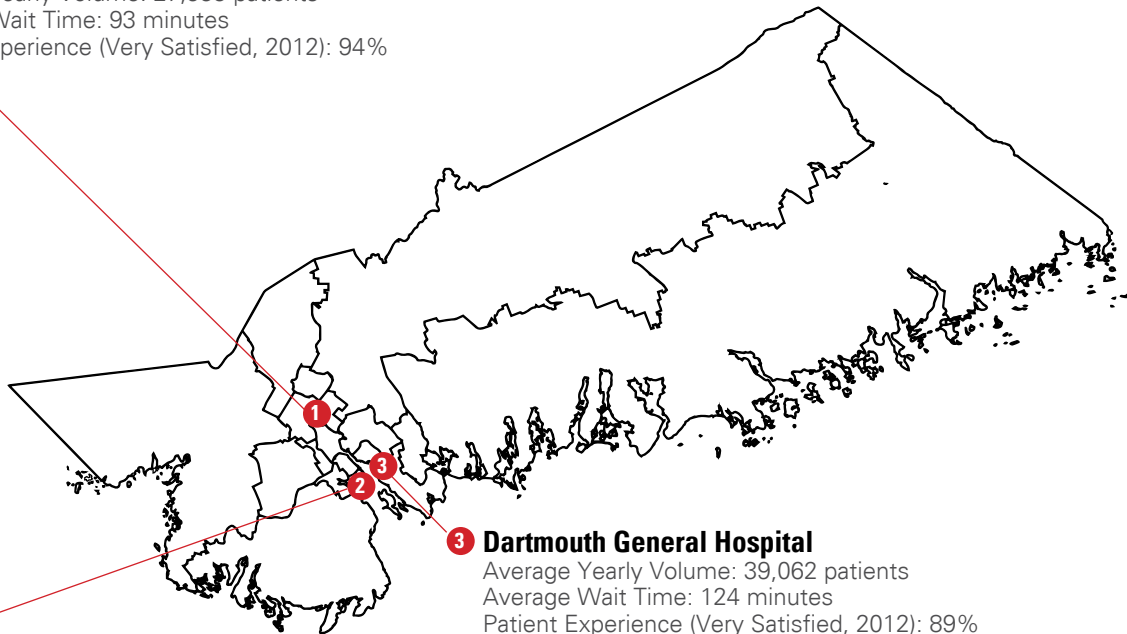 Wait Time: 93 minutes
perience (Very Satisfied, 2012): 94%
1
3
2
3 Dartmouth General Hospital
Average Yearly Volume: 39,062 patients
Average Wait Time: 124 minutes
Patient Experience (Very Satisfied, 2012): 89%